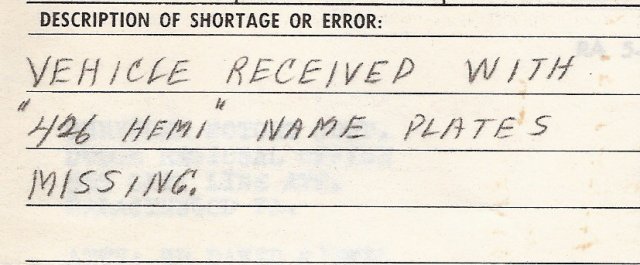 DESCRIPTION OF SHORTAGE OR ERROR:
VEHICLE RECEIVED WITH
"426 HEMI" NAME PLATES
MISSING.